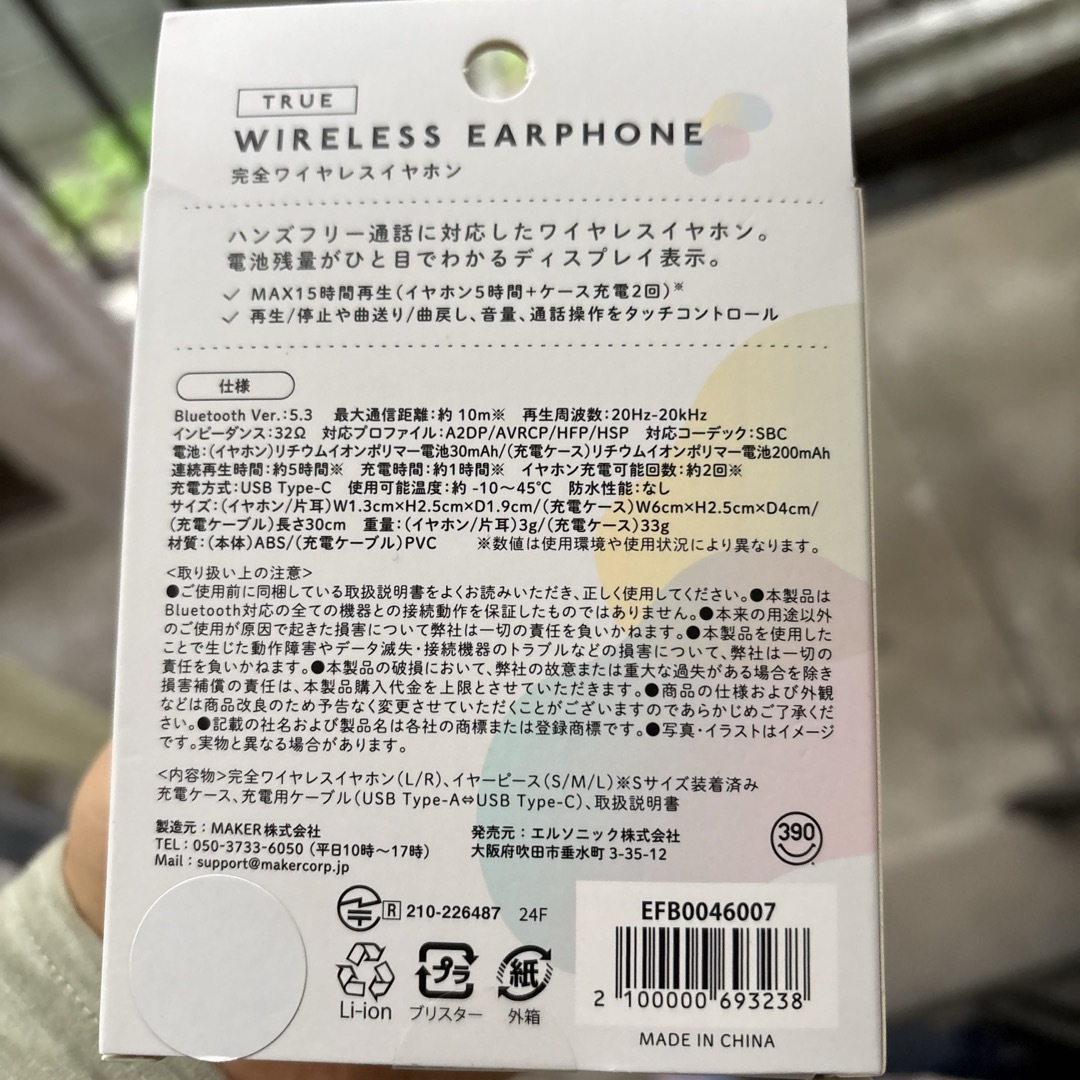 TRUE
WIRELESS EARPHONE
完全ワイヤレスイヤホン
ハンズフリー通話に対応したワイヤレスイヤホン。
電池残量がひと目でわかるディスプレイ表示。
✓ MAX15時間再生(イヤホン5時間+ケース充電2回)※
✓ 再生/停止や曲送り/曲戻し、音量、通話操作をタッチコントロール
仕様
Bluetooth Ver.:5.3 最大通信距離:約 10m※ 再生周波数:20Hz-20kHz
インピーダンス:32Ω 対応プロファイル:A2DP/AVRCP/HFP/HSP 対応コーデック:SBC
電池:(イヤホン)リチウムイオンポリマー電池30mAh/(充電ケース)リチウムイオンポリマー電池200mAh
連続再生時間:約5時間※ 充電時間:約1時間※ イヤホン充電可能回数:約2回※
充電方式:USB Type-C 使用可能温度:約 -10～45℃ 防水性能:なし
サイズ:(イヤホン/片耳)W1.3cm×H2.5cm×D1.9cm/(充電ケース)W6cm×H2.5cm×D4cm/
(充電ケーブル)長さ30cm 重量:(イヤホン/片耳)3g/(充電ケース)33g
材質:(本体)ABS/(充電ケーブル)PVC ※数値は使用環境や使用状況により異なります。
<取り扱い上の注意>
●ご使用前に同梱している取扱説明書をよくお読みいただき、正しく使用してください。●本製品は
Bluetooth対応の全ての機器との接続動作を保証したものではありません。●本来の用途以外
のご使用が原因で起きた損害について弊社は一切の責任を負いかねます。●本製品を使用した
ことで生じた動作障害やデータ滅失・接続機器のトラブルなどの損害について、弊社は一切の
責任を負いかねます。●本製品の破損において、弊社の故意または重大な過失がある場合を除き
損害補償の責任は、本製品購入代金を上限とさせていただきます。●商品の仕様および外観
などは商品改良のため予告なく変更させていただくことがございますのであらかじめご了承くだ
さい。●記載の社名および製品名は各社の商標または登録商標です。●写真・イラストはイメージ
です。実物と異なる場合があります。
<内容物>完全ワイヤレスイヤホン(L/R)、イヤーピース(S/M/L)※Sサイズ装着済み
充電ケース、充電用ケーブル(USB Type-A⇔USB Type-C)、取扱説明書
製造元:MAKER株式会社
TEL:050-3733-6050 (平日10時～17時)
Mail:support@makercorp.jp
発売元:エルソニック株式会社
大阪府吹田市垂水町 3-35-12
390
R 210-226487 24F
Li-ion
プラ
ブリスター
紙
外箱
EFB0046007
2 100000 693238
MADE IN CHINA